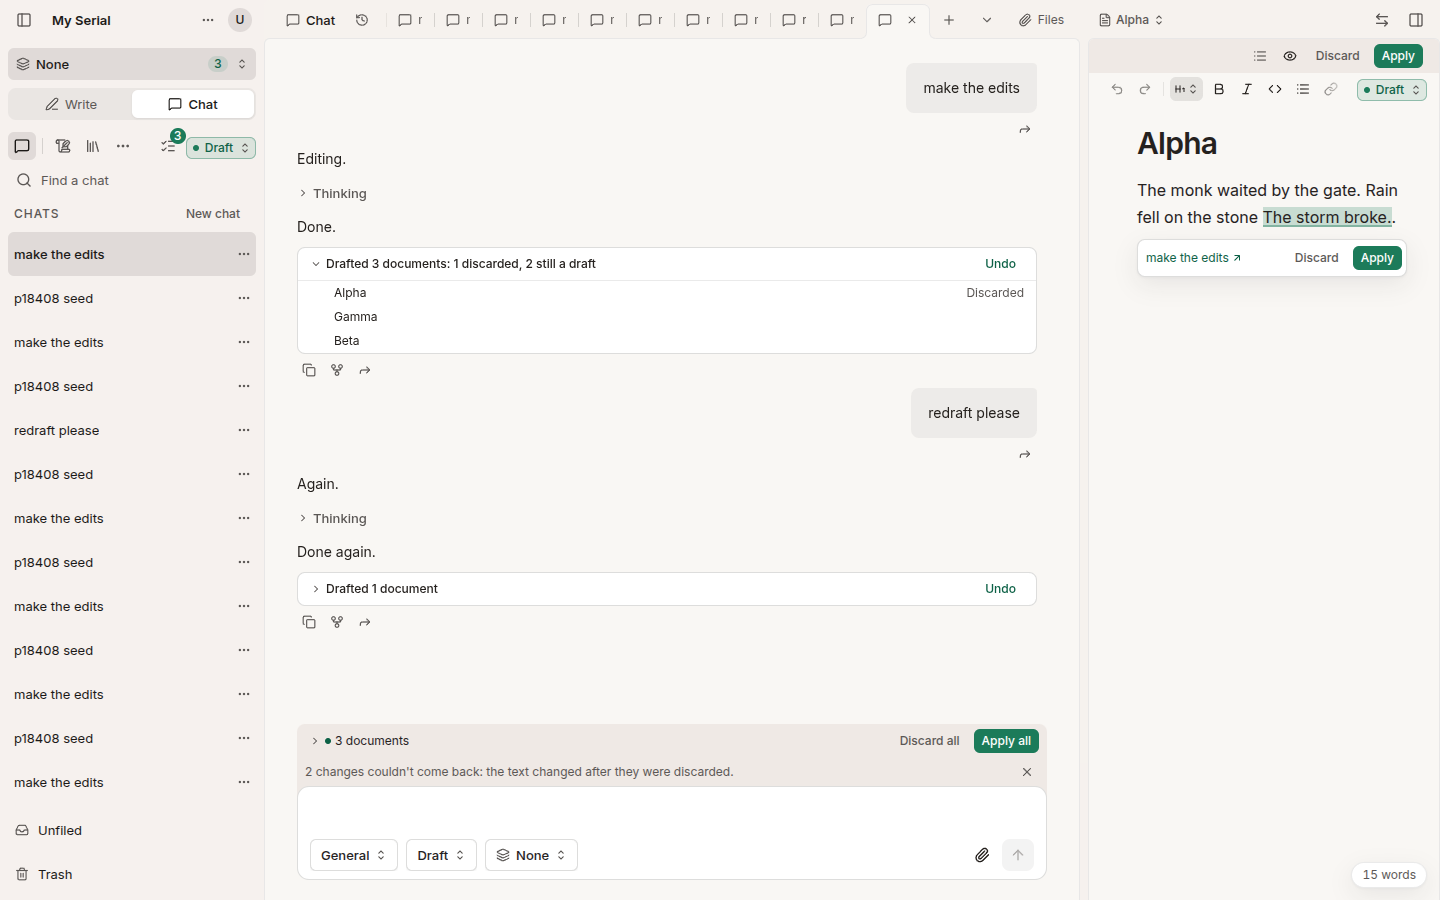 My Serial
U
None
3
Write
Chat
3
Draft
Find a chat
CHATS
New chat
make the edits
p18408 seed
make the edits
p18408 seed
redraft please
p18408 seed
make the edits
p18408 seed
make the edits
p18408 seed
make the edits
p18408 seed
make the edits
Unfiled
Trash
Chat
r
r
r
r
r
r
r
r
r
r
Files
make the edits
Editing.
Thinking
Done.
Drafted 3 documents: 1 discarded, 2 still a draft
Undo
Alpha
Discarded
Gamma
Beta
redraft please
Again.
Thinking
Done again.
Drafted 1 document
Undo
3 documents
Discard all
Apply all
2 changes couldn't come back: the text changed after they were discarded.
General
Draft
None
Alpha
Discard
Apply
H1
B
I
Draft
Alpha
The monk waited by the gate. Rain
fell on the stone The storm broke..
make the edits
Discard
Apply
15 words